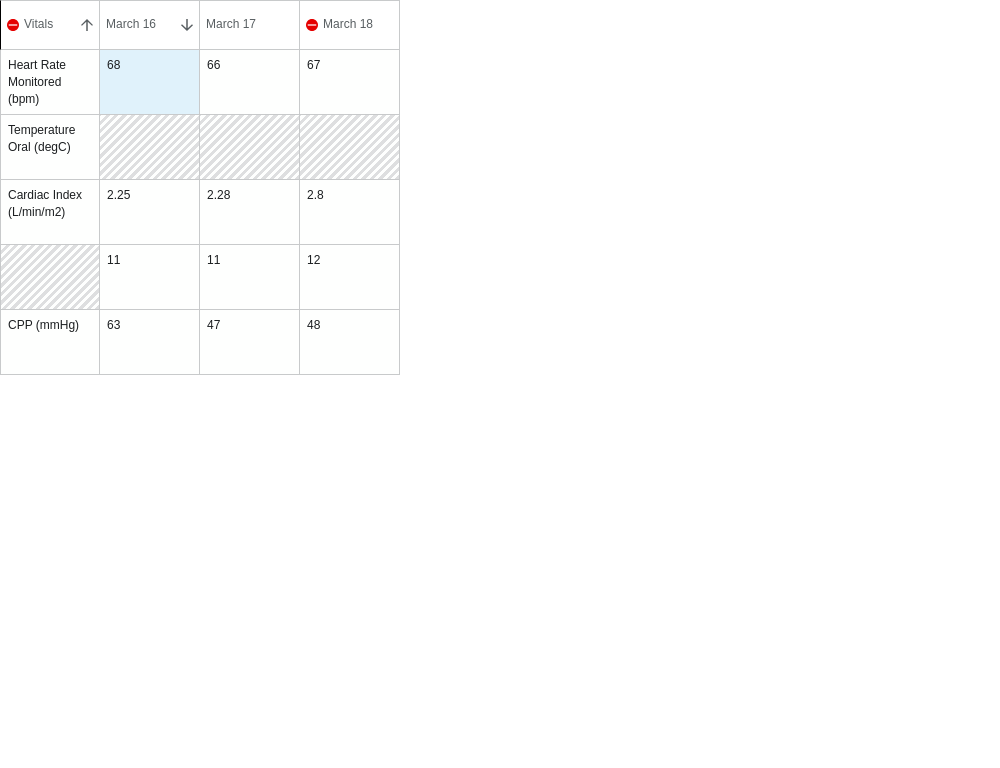 Vitals March 16 March 17 March 18
Heart Rate 68 66 67
Monitored
(bpm)
Temperature
Oral (degC)
Cardiac Index 2.25 2.28 2.8
(L/min/m2)
11 11 12
CPP (mmHg) 63 47 48